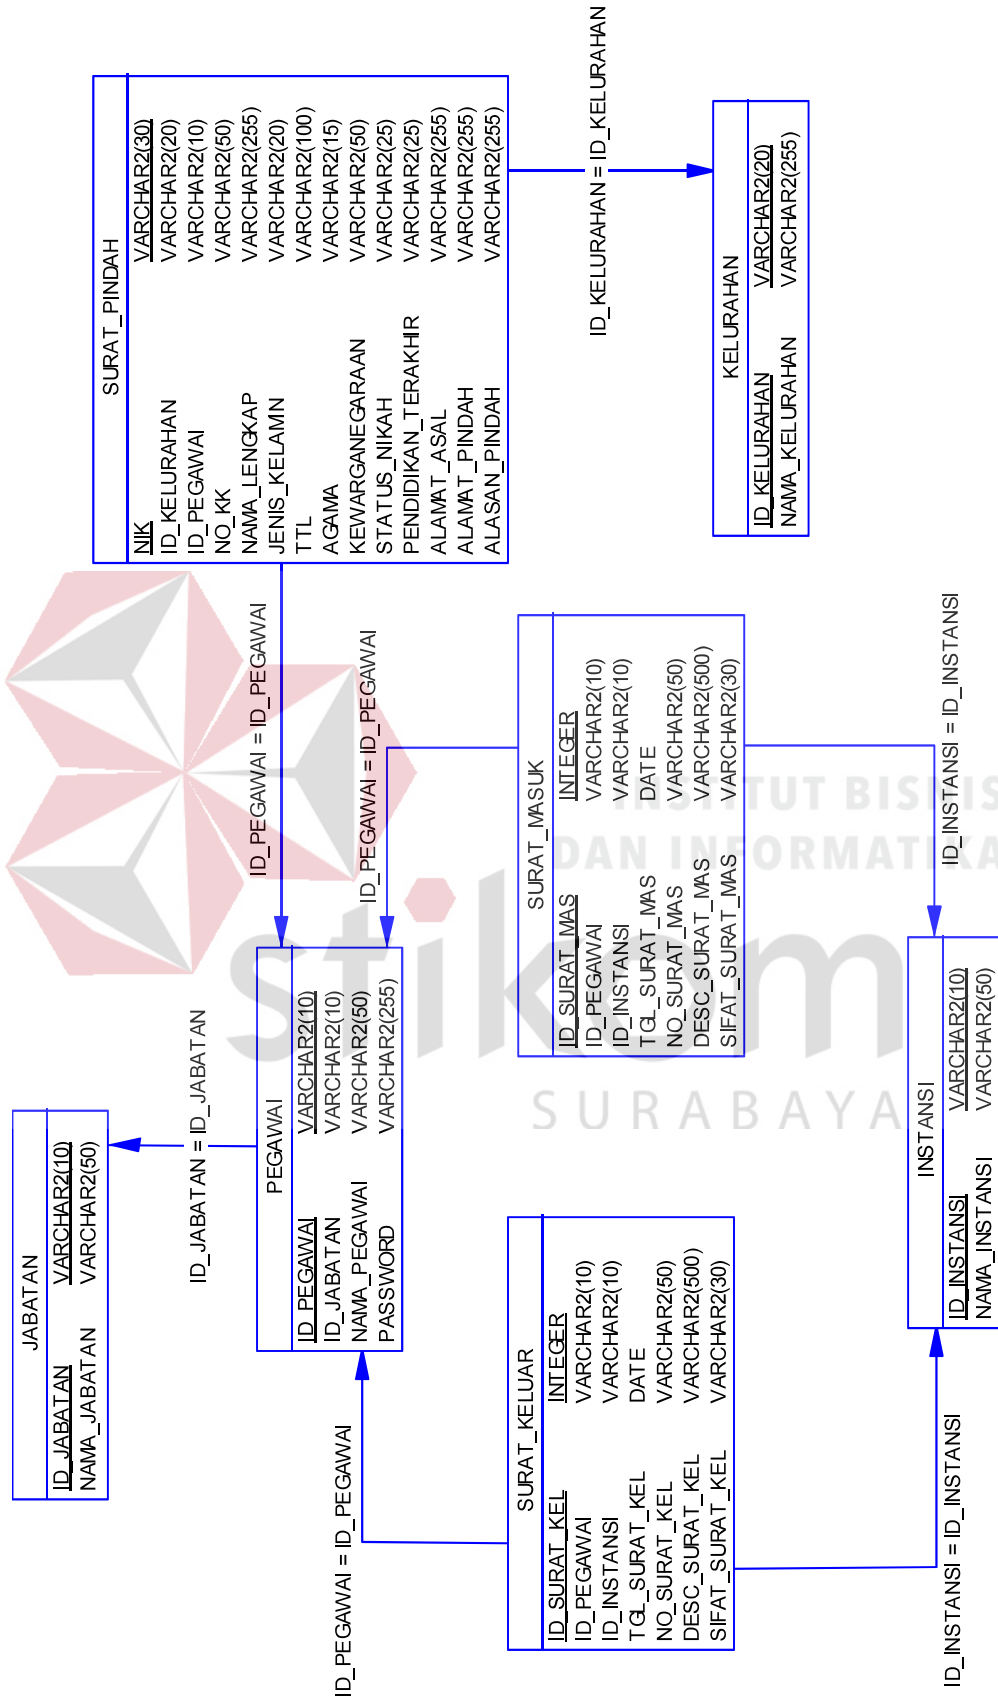 JABATAN
ID_JABATAN VARCHAR2(10)
NAMA_JABATAN VARCHAR2(50)
ID_JABATAN = ID_JABATAN
PEGAWAI
ID_PEGAWAI VARCHAR2(10)
ID_JABATAN VARCHAR2(10)
NAMA_PEGAWAI VARCHAR2(50)
PASSWORD VARCHAR2(255)
ID_PEGAWAI = ID_PEGAWAI
ID_PEGAWAI = ID_PEGAWAI
ID_PEGAWAI = ID_PEGAWAI
SURAT_PINDAH
NIK VARCHAR2(30)
ID_KELURAHAN VARCHAR2(20)
ID_PEGAWAI VARCHAR2(10)
NO_KK VARCHAR2(50)
NAMA_LENGKAP VARCHAR2(255)
JENIS_KELAMN VARCHAR2(20)
TTL VARCHAR2(100)
AGAMA VARCHAR2(15)
KEWARGANEGARAAN VARCHAR2(50)
STATUS_NIKAH VARCHAR2(25)
PENDIDIKAN_TERAKHIR VARCHAR2(25)
ALAMAT_ASAL VARCHAR2(255)
ALAMAT_PINDAH VARCHAR2(255)
ALASAN_PINDAH VARCHAR2(255)
ID_KELURAHAN = ID_KELURAHAN
SURAT_KELUAR
ID_SURAT_KEL INTEGER
ID_PEGAWAI VARCHAR2(10)
ID_INSTANSI VARCHAR2(10)
TGL_SURAT_KEL DATE
NO_SURAT_KEL VARCHAR2(50)
DESC_SURAT_KEL VARCHAR2(500)
SIFAT_SURAT_KEL VARCHAR2(30)
SURAT_MASUK
ID_SURAT_MAS INTEGER
ID_PEGAWAI VARCHAR2(10)
ID_INSTANSI VARCHAR2(10)
TGL_SURAT_MAS DATE
NO_SURAT_MAS VARCHAR2(50)
DESC_SURAT_MAS VARCHAR2(500)
SIFAT_SURAT_MAS VARCHAR2(30)
KELURAHAN
ID_KELURAHAN VARCHAR2(20)
NAMA_KELURAHAN VARCHAR2(255)
INSTANSI
ID_INSTANSI VARCHAR2(10)
NAMA_INSTANSI VARCHAR2(50)
ID_INSTANSI = ID_INSTANSI
ID_INSTANSI = ID_INSTANSI
INSTITUT BISNIS
DAN INFORMATIKA
stikom
SURABAYA